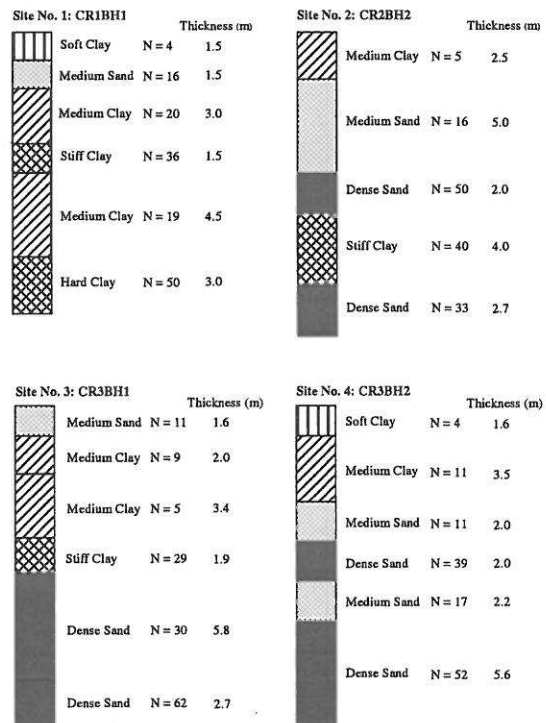 Site No. 1: CR1BH1
Thickness (m)
Soft Clay N = 4 1.5
Medium Sand N = 16 1.5
Medium Clay N = 20 3.0
Stiff Clay N = 36 1.5
Medium Clay N = 19 4.5
Hard Clay N = 50 3.0
Site No. 2: CR2BH2
Thickness (m)
Medium Clay N = 5 2.5
Medium Sand N = 16 5.0
Dense Sand N = 50 2.0
Stiff Clay N = 40 4.0
Dense Sand N = 33 2.7
Site No. 3: CR3BH1
Thickness (m)
Medium Sand N = 11 1.6
Medium Clay N = 9 2.0
Medium Clay N = 5 3.4
Stiff Clay N = 29 1.9
Dense Sand N = 30 5.8
Dense Sand N = 62 2.7
Site No. 4: CR3BH2
Thickness (m)
Soft Clay N = 4 1.6
Medium Clay N = 11 3.5
Medium Sand N = 11 2.0
Dense Sand N = 39 2.0
Medium Sand N = 17 2.2
Dense Sand N = 52 5.6